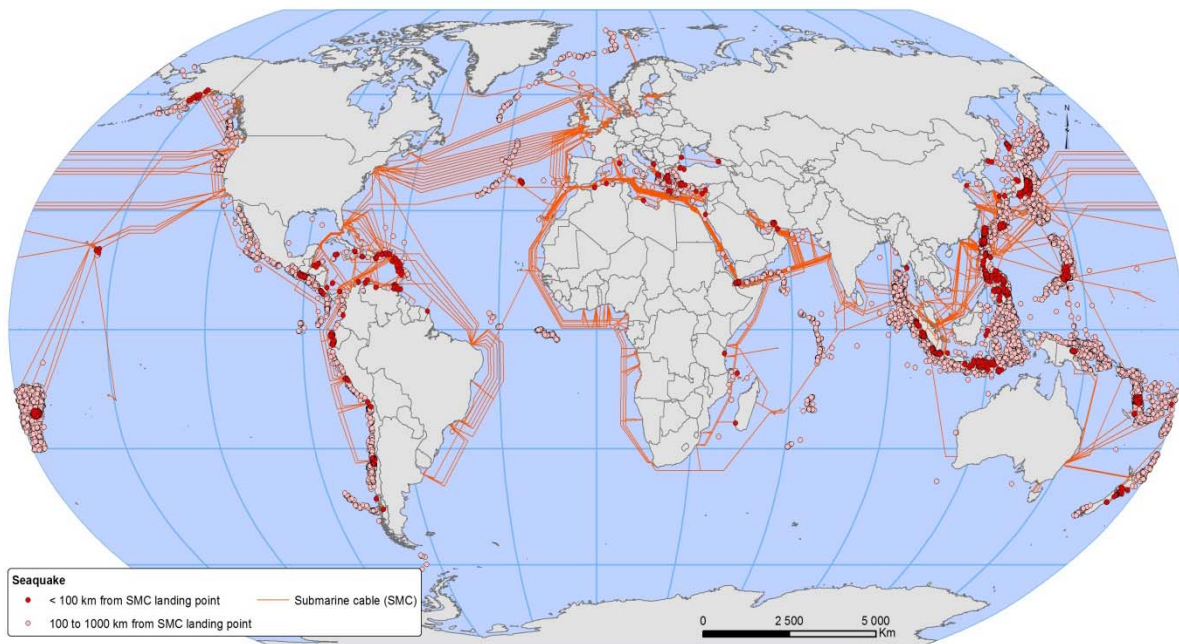 N
Seaquake
< 100 km from SMC landing point
Submarine cable (SMC)
100 to 1000 km from SMC landing point
0 2 500 5 000
Km